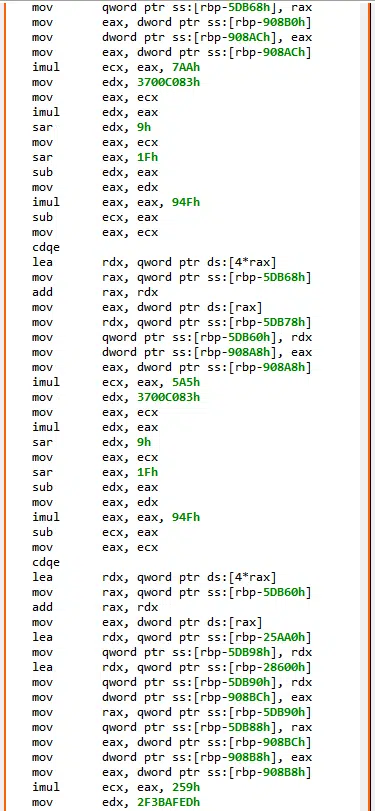 mov qword ptr ss:[rbp-5DB68h], rax
mov eax, dword ptr ss:[rbp-908B0h]
mov dword ptr ss:[rbp-908ACh], eax
mov eax, dword ptr ss:[rbp-908ACh]
imul ecx, eax, 7AAh
mov edx, 3700C083h
mov eax, ecx
imul edx, eax
sar edx, 9h
mov eax, ecx
sar eax, 1Fh
sub edx, eax
mov eax, edx
imul eax, eax, 94Fh
sub ecx, eax
mov eax, ecx
cdqe
lea rdx, qword ptr ds:[4*rax]
mov rax, qword ptr ss:[rbp-5DB68h]
add rax, rdx
mov eax, dword ptr ds:[rax]
mov rdx, qword ptr ss:[rbp-5DB78h]
mov qword ptr ss:[rbp-5DB60h], rdx
mov dword ptr ss:[rbp-908A8h], eax
mov eax, dword ptr ss:[rbp-908A8h]
imul ecx, eax, 5A5h
mov edx, 3700C083h
mov eax, ecx
imul edx, eax
sar edx, 9h
mov eax, ecx
sar eax, 1Fh
sub edx, eax
mov eax, edx
imul eax, eax, 94Fh
sub ecx, eax
mov eax, ecx
cdqe
lea rdx, qword ptr ds:[4*rax]
mov rax, qword ptr ss:[rbp-5DB60h]
add rax, rdx
mov eax, dword ptr ds:[rax]
lea rdx, qword ptr ss:[rbp-25AA0h]
mov qword ptr ss:[rbp-5DB98h], rdx
lea rdx, qword ptr ss:[rbp-28600h]
mov qword ptr ss:[rbp-5DB90h], rdx
mov dword ptr ss:[rbp-908BCh], eax
mov rax, qword ptr ss:[rbp-5DB90h]
mov qword ptr ss:[rbp-5DB88h], rax
mov eax, dword ptr ss:[rbp-908BCh]
mov dword ptr ss:[rbp-908B8h], eax
mov eax, dword ptr ss:[rbp-908B8h]
imul ecx, eax, 259h
mov edx, 2F3BAFEDh